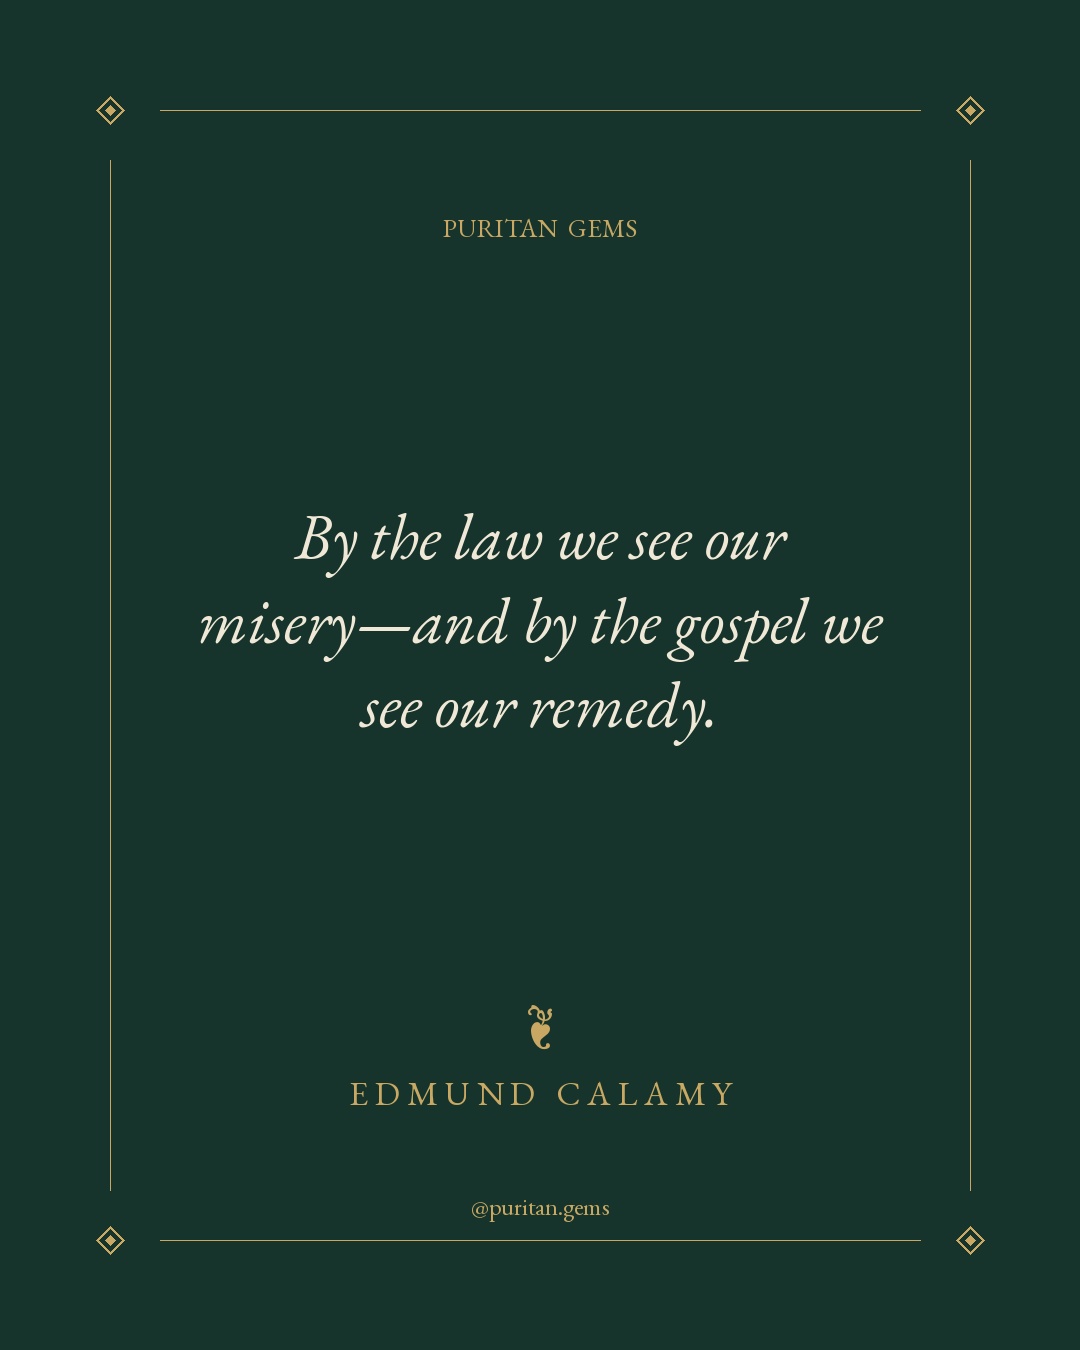 PURITAN GEMS
By the law we see our
misery—and by the gospel we
see our remedy.
❦
EDMUND CALAMY
@puritan.gems